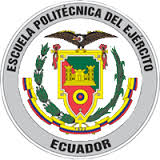 ESCUELA POLITÉCNICA DEL EJÉRCITO
ECUADOR